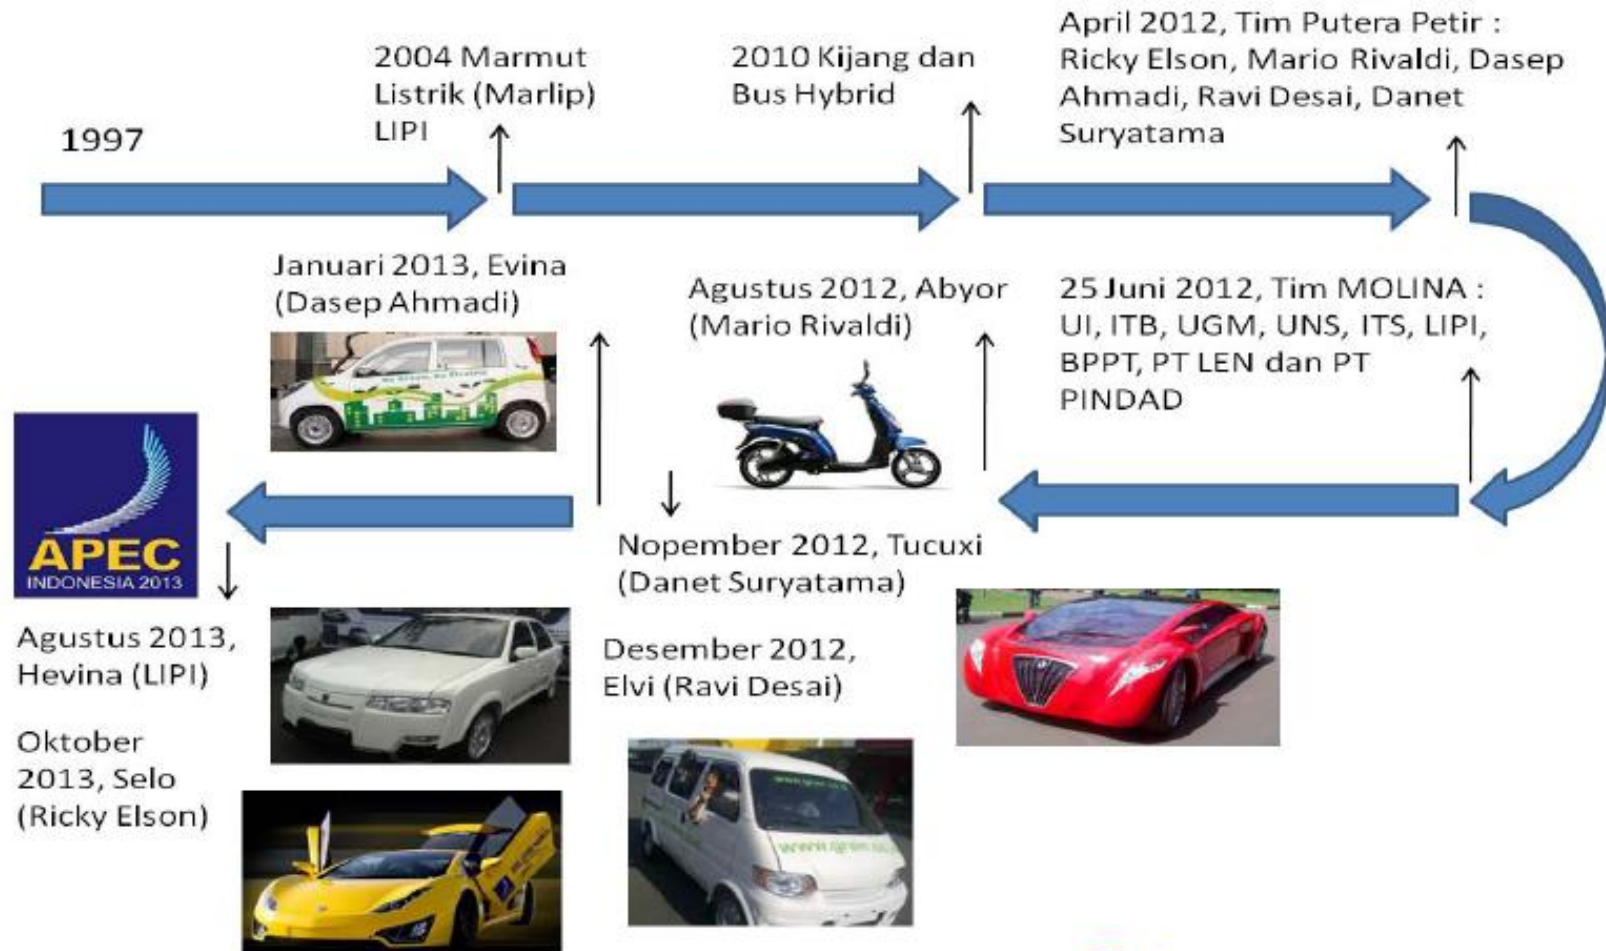 1997
2004 Marmut
Listrik (Marlip)
LIPI
2010 Kijang dan
Bus Hybrid
April 2012, Tim Putera Petir :
Ricky Elson, Mario Rivaldi, Dasep
Ahmadi, Ravi Desai, Danet
Suryatama
25 Juni 2012, Tim MOLINA :
UI, ITB, UGM, UNS, ITS, LIPI,
BPPT, PT LEN dan PT
PINDAD
Agustus 2012, Abyor
(Mario Rivaldi)
Nopember 2012, Tucuxi
(Danet Suryatama)
Desember 2012,
Elvi (Ravi Desai)
Januari 2013, Evina
(Dasep Ahmadi)
APEC
INDONESIA 2013
Agustus 2013,
Hevina (LIPI)
Oktober
2013, Selo
(Ricky Elson)